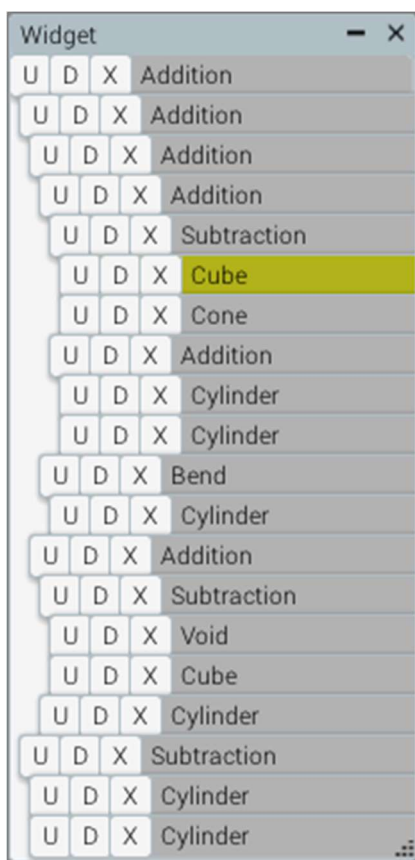 Widget
U D X Addition
U D X Addition
U D X Addition
U D X Addition
U D X Subtraction
U D X Cube
U D X Cone
U D X Addition
U D X Cylinder
U D X Cylinder
U D X Bend
U D X Cylinder
U D X Addition
U D X Subtraction
U D X Void
U D X Cube
U D X Cylinder
U D X Subtraction
U D X Cylinder
U D X Cylinder